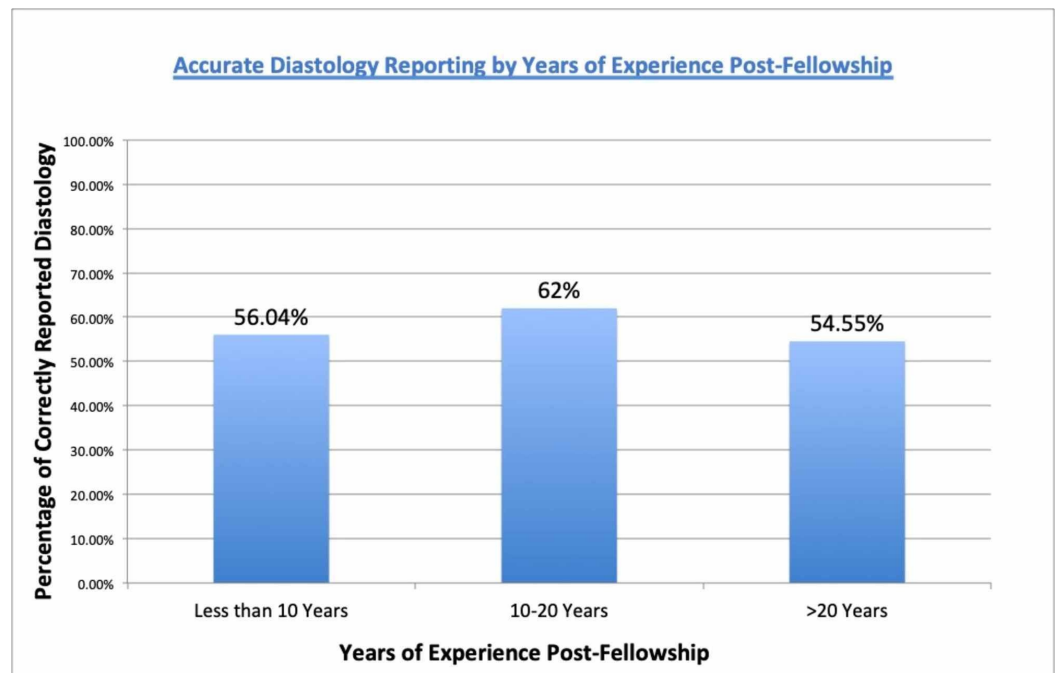 Accurate Diastology Reporting by Years of Experience Post-Fellowship
Percentage of Correctly Reported Diastology
100.00%
90.00%
80.00%
70.00%
60.00%
50.00%
40.00%
30.00%
20.00%
10.00%
0.00%
56.04%
62%
54.55%
Less than 10 Years
10-20 Years
>20 Years
Years of Experience Post-Fellowship